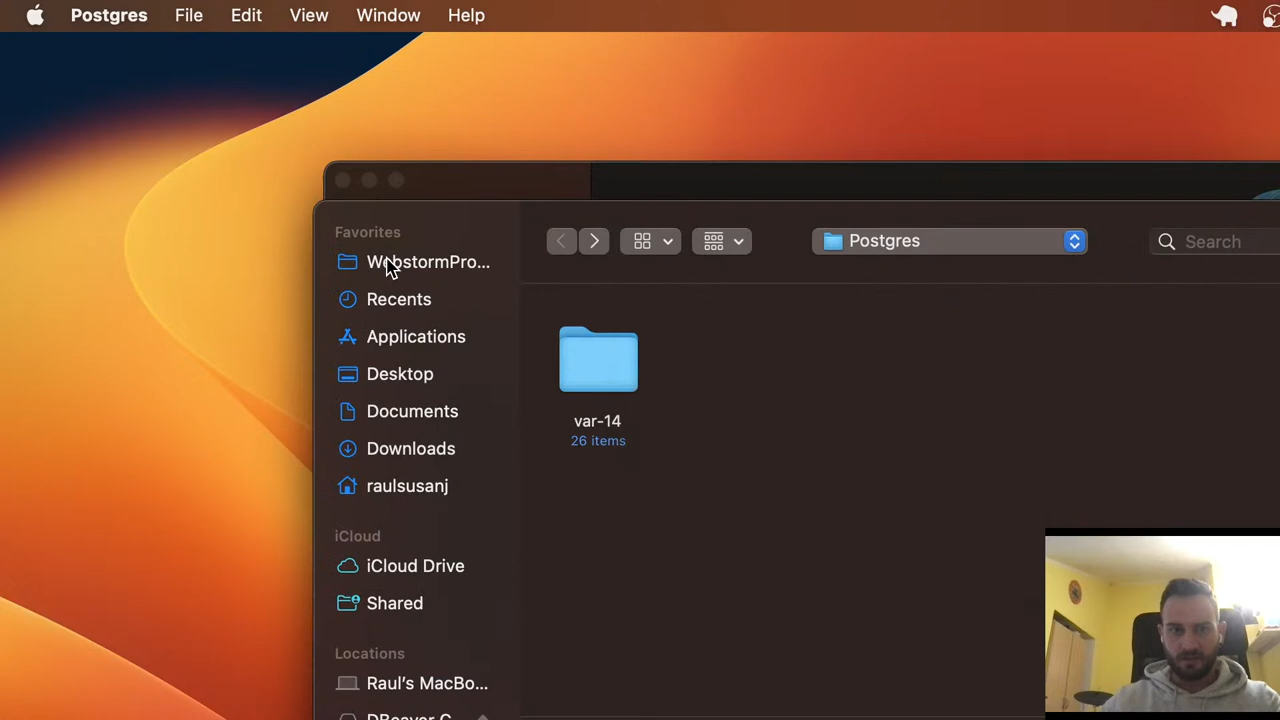 Postgres File Edit View Window Help
Favorites
WebstormPro...
Postgres
Search
Recents
Applications
Desktop
Documents
var-14
26 items
Downloads
raulsusanj
iCloud
iCloud Drive
Shared
Locations
Raul's MacBo...
DBeaver C